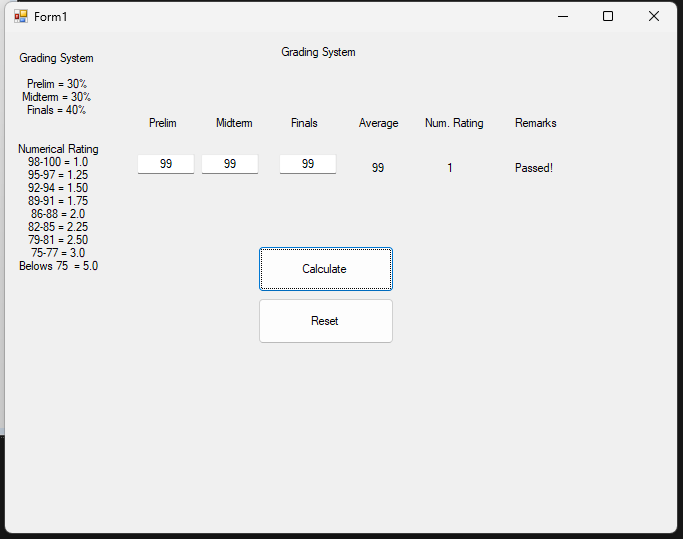 Form1
Grading System
Prelim = 30%
Midterm = 30%
Finals = 40%
Numerical Rating
98-100 = 1.0
95-97 = 1.25
92-94 = 1.50
89-91 = 1.75
86-88 = 2.0
82-85 = 2.25
79-81 = 2.50
75-77 = 3.0
Belows 75  = 5.0
Grading System
Prelim Midterm Finals Average Num. Rating Remarks
99 99 99 99 1 Passed!
Calculate
Reset